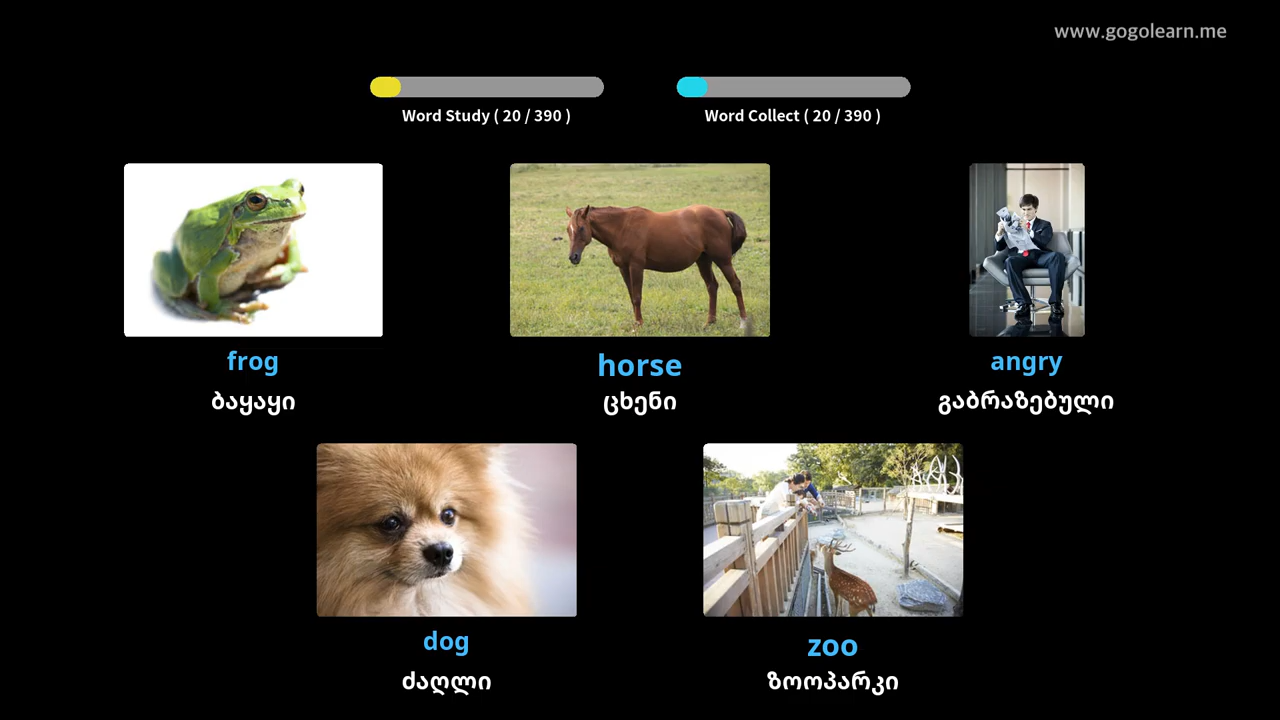 www.gogolearn.me
Word Study ( 20 / 390 )
Word Collect ( 20 / 390 )
frog
ბაყაყი
horse
ცხენი
angry
გაბრაზებული
dog
ძაღლი
zoo
ზოოპარკი